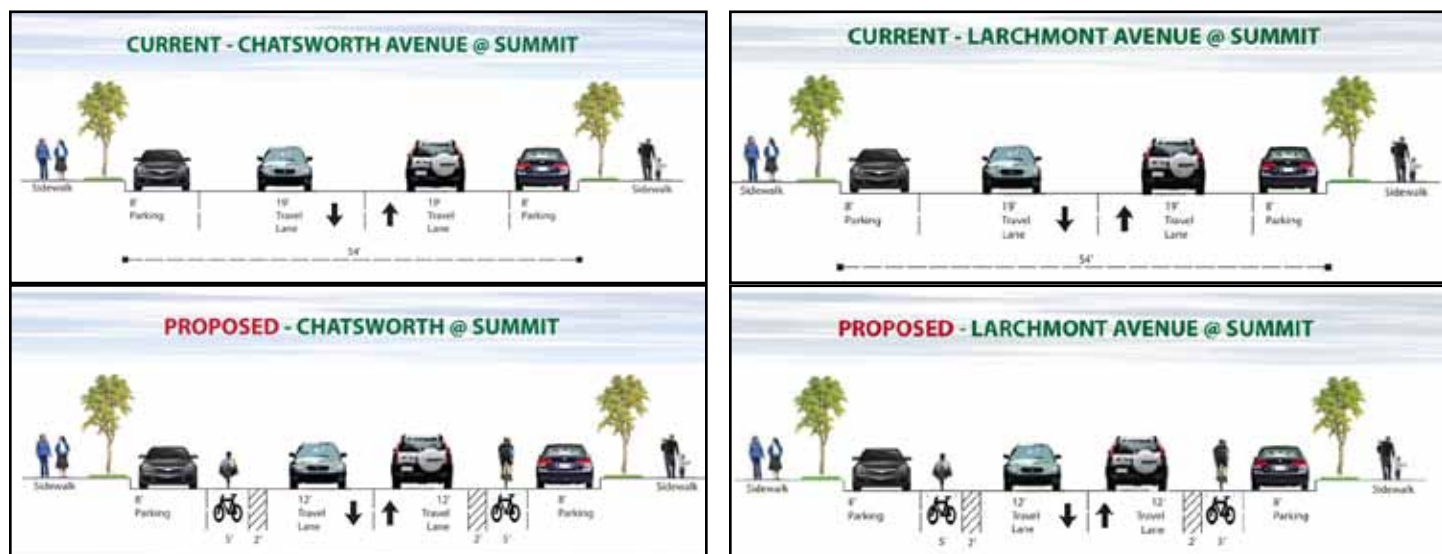 CURRENT - CHATSWORTH AVENUE @ SUMMIT
Sidewalk
8'
Parking
19'
Travel
Lane
19'
Travel
Lane
8'
Parking
Sidewalk
54'
CURRENT - LARCHMONT AVENUE @ SUMMIT
Sidewalk
8'
Parking
19'
Travel
Lane
19'
Travel
Lane
8'
Parking
Sidewalk
54'
PROPOSED - CHATSWORTH @ SUMMIT
Sidewalk
8'
Parking
5'
2'
12'
Travel
Lane
12'
Travel
Lane
2'
5'
8'
Parking
Sidewalk
PROPOSED - LARCHMONT AVENUE @ SUMMIT
Sidewalk
8'
Parking
5'
2'
12'
Travel
Lane
12'
Travel
Lane
2'
5'
8'
Parking
Sidewalk